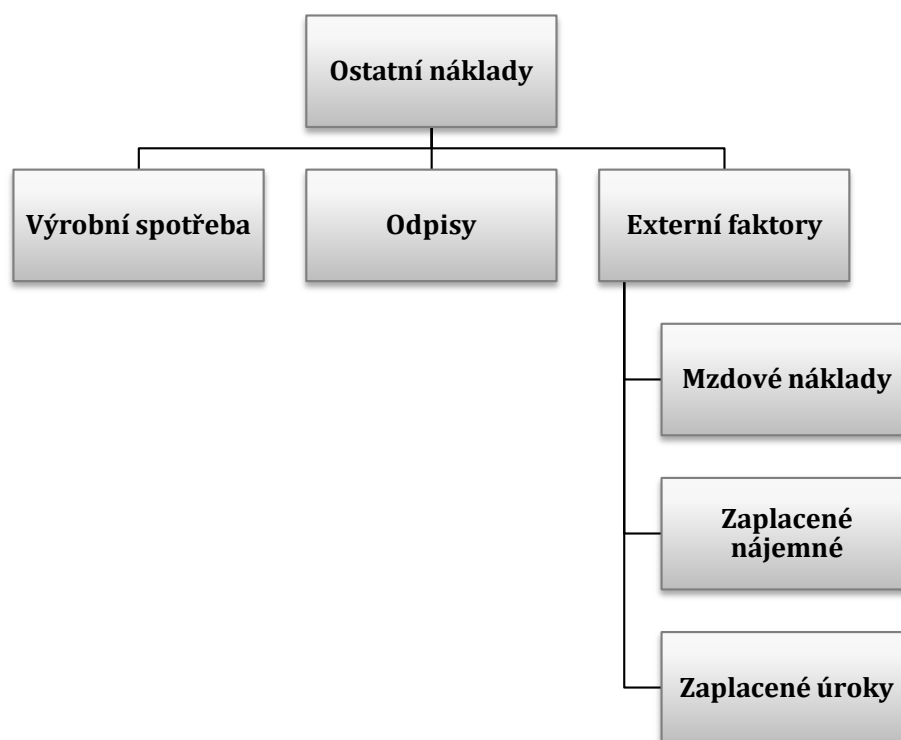 Ostatní náklady
Výrobní spotřeba
Odpisy
Externí faktory
Mzdové náklady
Zaplacené
nájemné
Zaplacené úroky